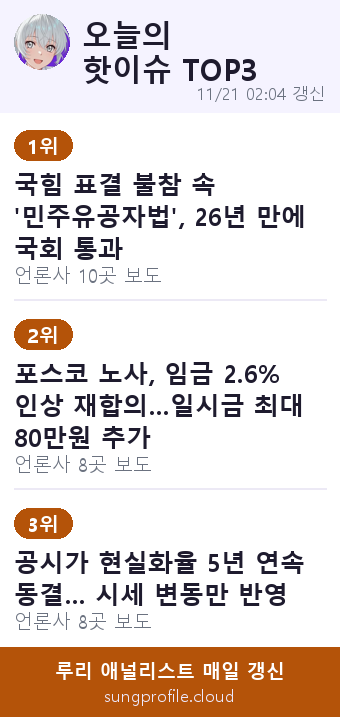 오늘의
핫이슈 TOP3
11/21 02:04 갱신
1위
국힘 표결 불참 속
'민주유공자법', 26년 만에
국회 통과
언론사 10곳 보도
2위
포스코 노사, 임금 2.6%
인상 재합의…일시금 최대
80만원 추가
언론사 8곳 보도
3위
공시가 현실화율 5년 연속
동결… 시세 변동만 반영
언론사 8곳 보도
루리 애널리스트 매일 갱신
sungprofile.cloud